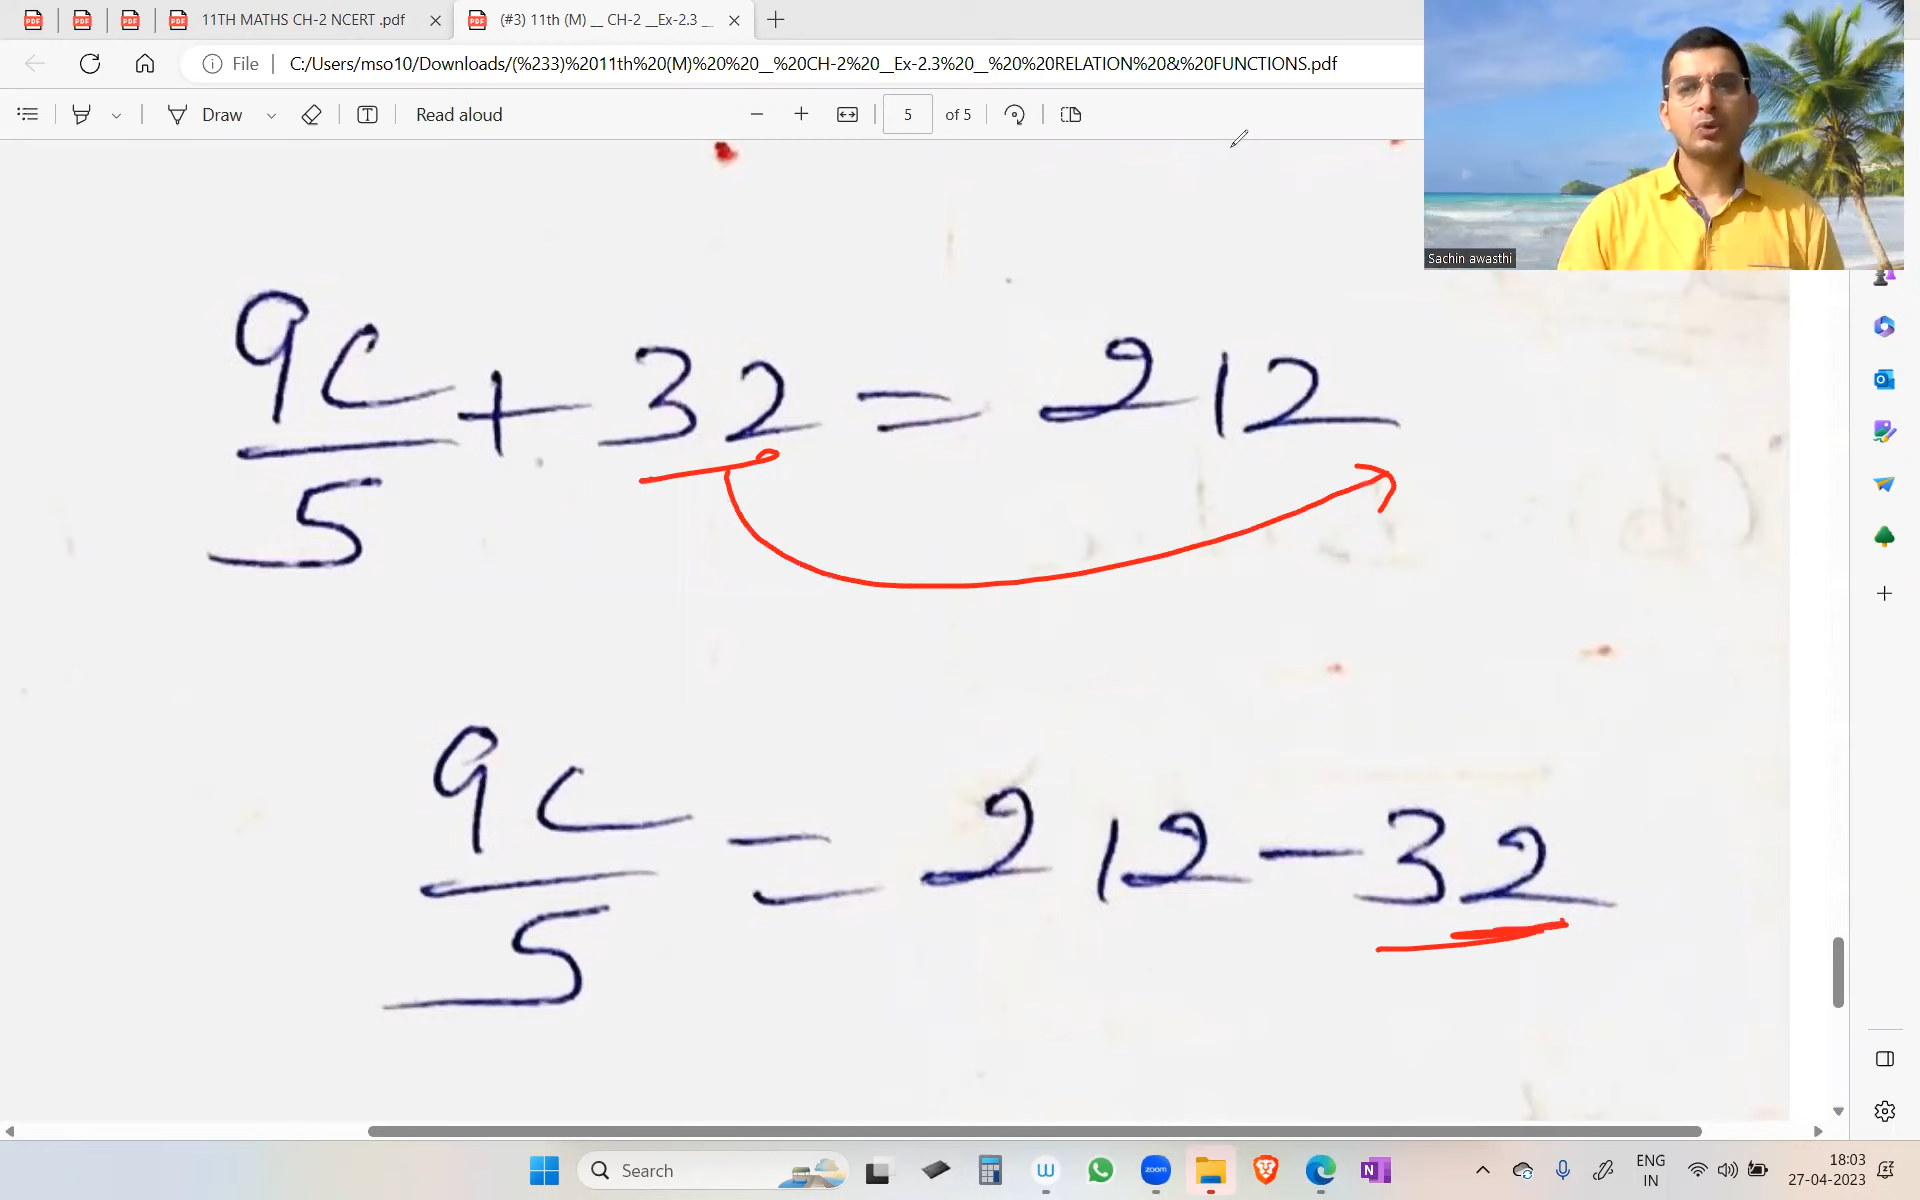 11TH MATHS CH-2 NCERT .pdf
(#3) 11th (M) __ CH-2 __Ex-2.3 __
File
C:/Users/mso10/Downloads/(%233)%2011th%20(M)%20%20__%20CH-2%20__Ex-2.3%20__%20%20RELATION%20&%20FUNCTIONS.pdf
Draw
Read aloud
5 of 5
Sachin awasthi
9C/5 + 32 = 212
9C/5 = 212 - 32
Search
zoom
ENG
IN
18:03
27-04-2023